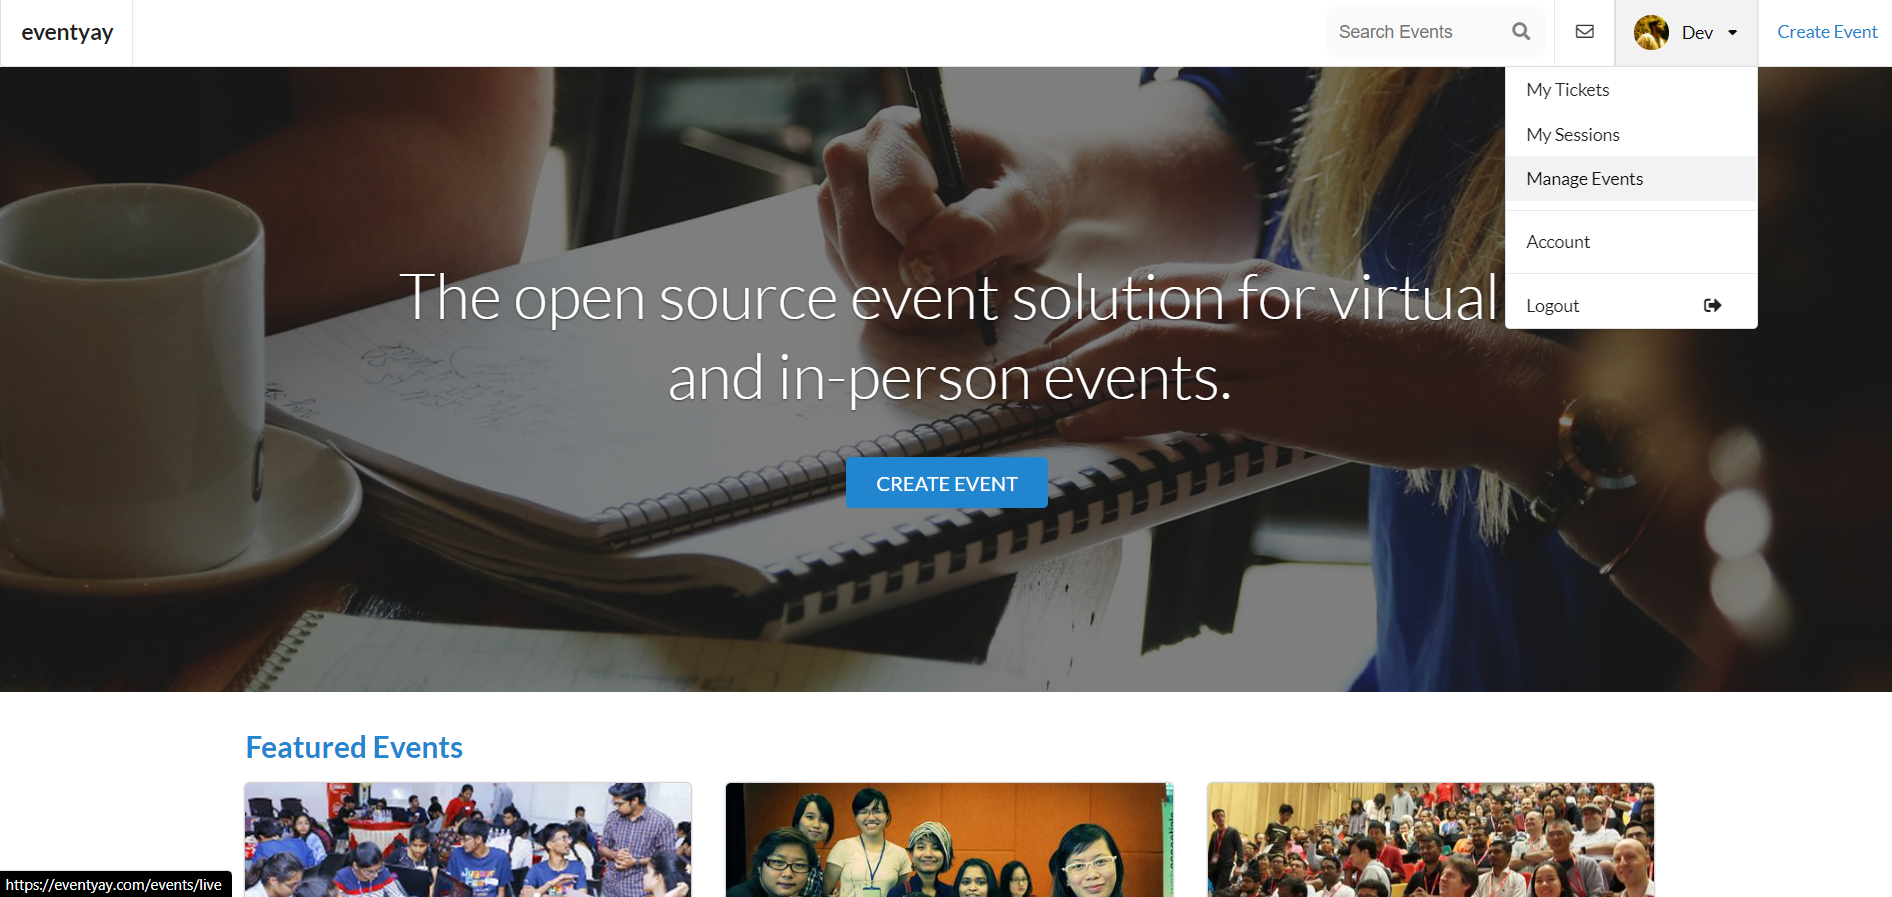 eventyay
Search Events
Dev
Create Event
My Tickets
My Sessions
Manage Events
Account
Logout
The open source event solution for virtual
and in-person events.
CREATE EVENT
Featured Events
https://eventyay.com/events/live